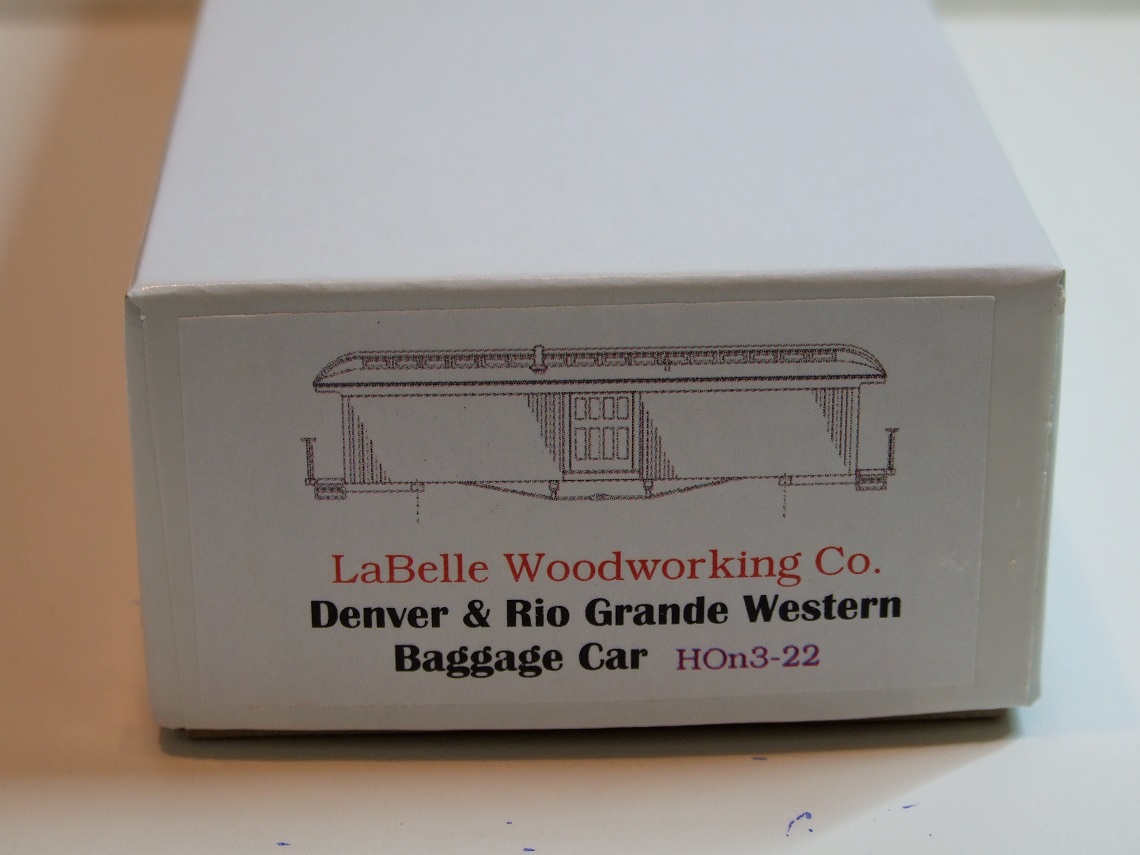 LaBelle Woodworking Co.
Denver & Rio Grande Western
Baggage Car HOn3-22